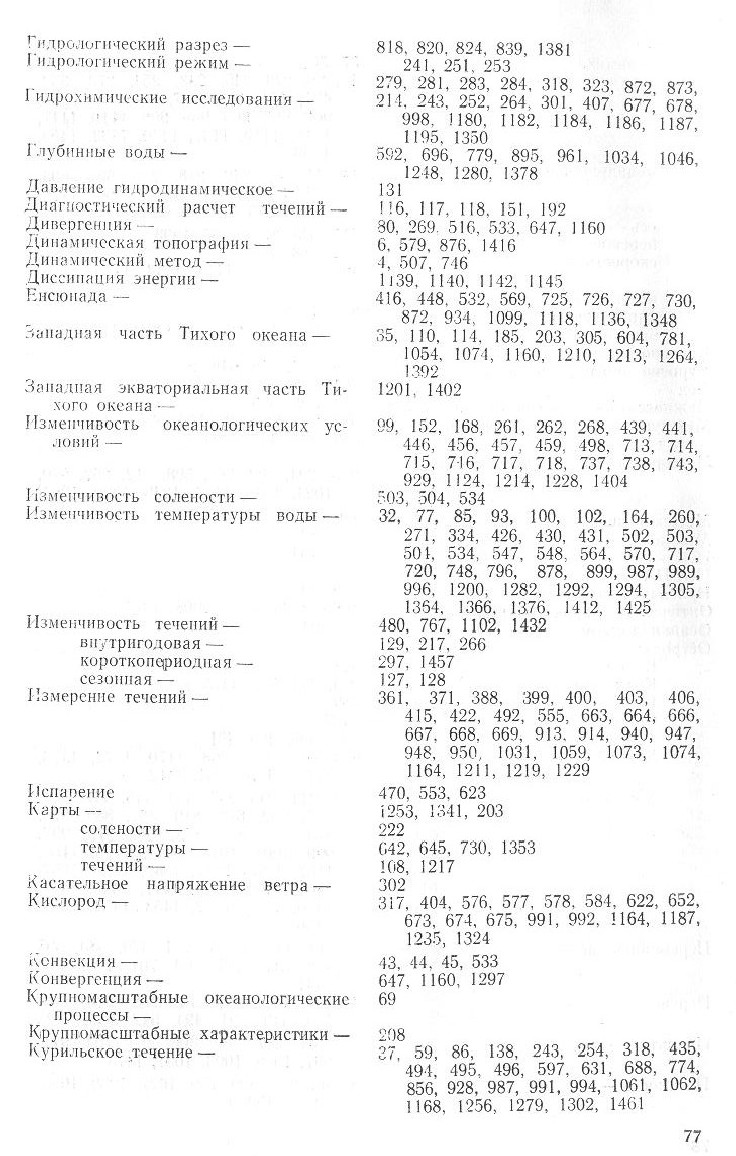 Гидрологический разрез — 818, 820, 824, 839, 1381
Гидрологический режим — 241, 251, 253
279, 281, 283, 284, 318, 323, 872, 873,
Гидрохимические исследования — 214, 243, 252, 264, 301, 407, 677, 678,
998, 1180, 1182, 1184, 1186, 1187,
1195, 1350
Глубинные воды — 592, 696, 779, 895, 961, 1034, 1046,
1248, 1280, 1378
Давление гидродинамическое — 131
Диагностический расчет течений — 116, 117, 118, 151, 192
Дивергенция — 80, 269, 516, 533, 647, 1160
Динамическая топография — 6, 579, 876, 1416
Динамический метод — 4, 507, 746
Диссипация энергии — 1139, 1140, 1142, 1145
Енсюнада — 416, 448, 532, 569, 725, 726, 727, 730,
872, 934, 1099, 1118, 1136, 1348
Западная часть Тихого океана — 35, 110, 114, 185, 203, 305, 604, 781,
1054, 1074, 1160, 1210, 1213, 1264,
1392
Западная экваториальная часть Ти- 1201, 1402
хого океана —
Изменчивость океанологических ус- 99, 152, 168, 261, 262, 268, 439, 441,
ловий — 446, 456, 457, 459, 498, 713, 714,
715, 716, 717, 718, 737, 738, 743,
929, 1124, 1214, 1228, 1404
Изменчивость солености — 503, 504, 534
Изменчивость температуры воды — 32, 77, 85, 93, 100, 102, 164, 260,
271, 334, 426, 430, 431, 502, 503,
504, 534, 547, 548, 564, 570, 717,
720, 748, 796, 878, 899, 987, 989,
996, 1200, 1282, 1292, 1294, 1305,
1364, 1366, 1376, 1412, 1425
Изменчивость течений — 480, 767, 1102, 1432
внутригодовая — 129, 217, 266
короткопериодная — 297, 1457
сезонная — 127, 128
Измерение течений — 361, 371, 388, 399, 400, 403, 406,
415, 422, 492, 555, 663, 664, 666,
667, 668, 669, 913, 914, 940, 947,
948, 950, 1031, 1059, 1073, 1074,
1164, 1211, 1219, 1229
Испарение 470, 553, 623
Карты — 1253, 1341, 203
солености — 222
температуры — 642, 645, 730, 1353
течений — 108, 1217
Касательное напряжение ветра — 302
Кислород — 317, 404, 576, 577, 578, 584, 622, 652,
673, 674, 675, 991, 992, 1164, 1187,
1235, 1324
Конвекция — 43, 44, 45, 533
Конвергенция — 647, 1160, 1297
Крупномасштабные океанологические 69
процессы —
Крупномасштабные характеристики — 208
Курильское течение — 37, 59, 86, 138, 243, 254, 318, 435,
494, 495, 496, 597, 631, 688, 774,
856, 928, 987, 991, 994, 1061, 1062,
1168, 1256, 1279, 1302, 1461
77